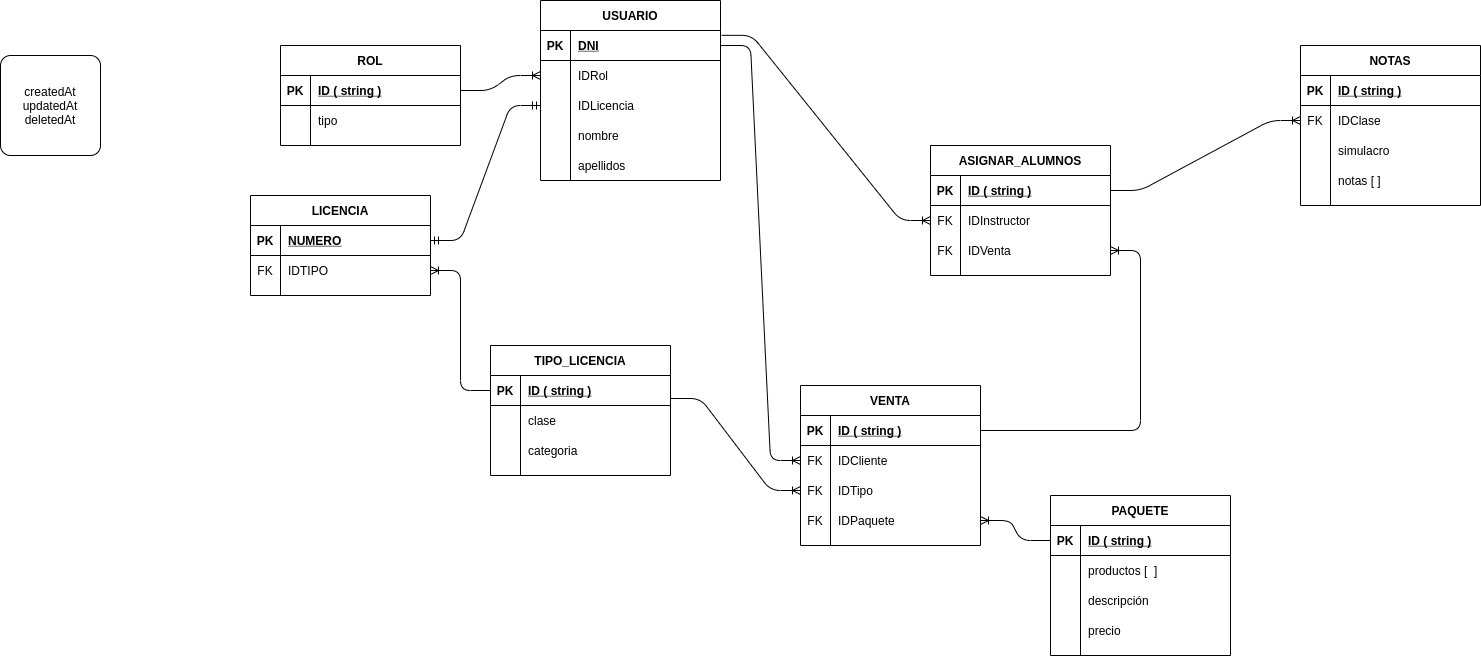 createdAt
updatedAt
deletedAt
ROL
PK ID ( string )
tipo
USUARIO
PK DNI
IDRol
IDLicencia
nombre
apellidos
LICENCIA
PK NUMERO
FK IDTIPO
TIPO_LICENCIA
PK ID ( string )
clase
categoria
VENTA
PK ID ( string )
FK IDCliente
FK IDTipo
FK IDPaquete
ASIGNAR_ALUMNOS
PK ID ( string )
FK IDInstructor
FK IDVenta
NOTAS
PK ID ( string )
FK IDClase
simulacro
notas [ ]
PAQUETE
PK ID ( string )
productos [  ]
descripción
precio